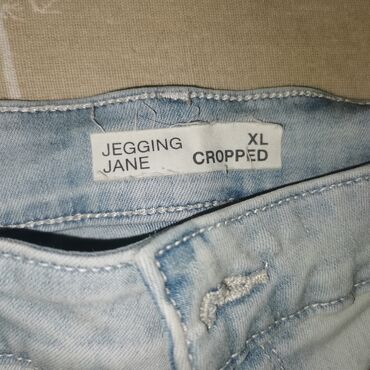 JEGGING XL
JANE CROPPED